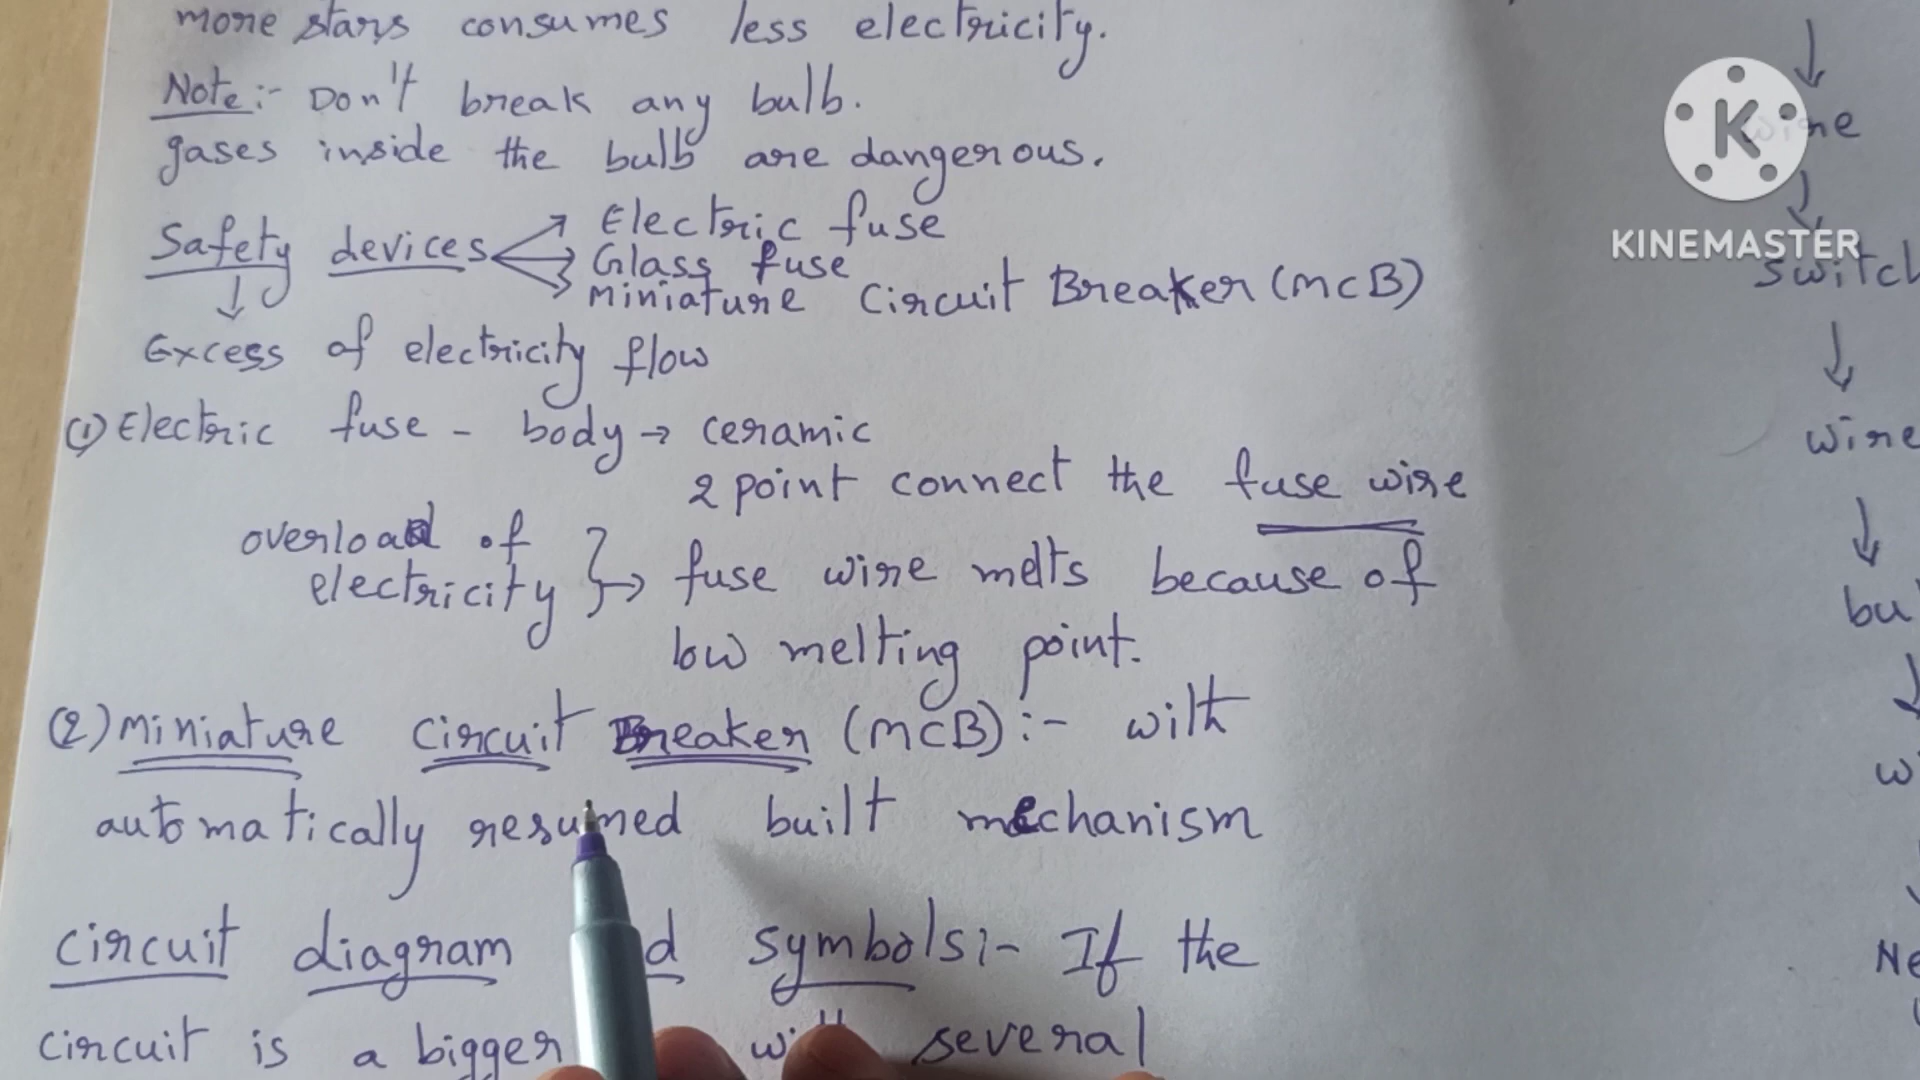 more stars consumes less electricity.
Note:- Don't break any bulb.
gases inside the bulb are dangerous.
Safety devices → Electric fuse
Glass fuse
Miniature Circuit Breaker (MCB)
↓
Excess of electricity flow
(1) Electric fuse - body → ceramic
2 point connect the fuse wire
overload of
electricity } → fuse wire melts because of
low melting point.
(2) Miniature circuit Breaker (MCB):- with
automatically resumed built mechanism
circuit diagram symbols:- If the
circuit is a bigger several
↓
wire
↓
switch
↓
wire
↓
↓
KINEMASTER